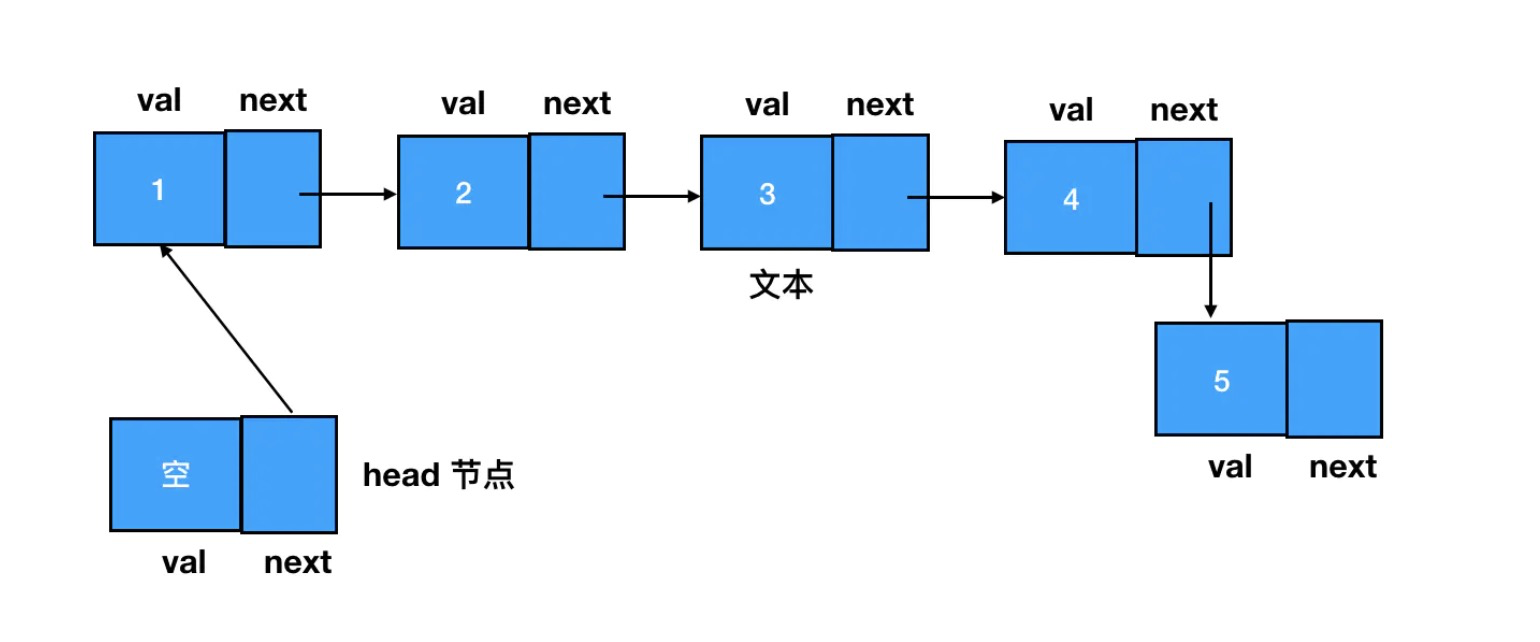 val next val next val next val next
1 2 3 4
文本
5
val next
空 head 节点
val next